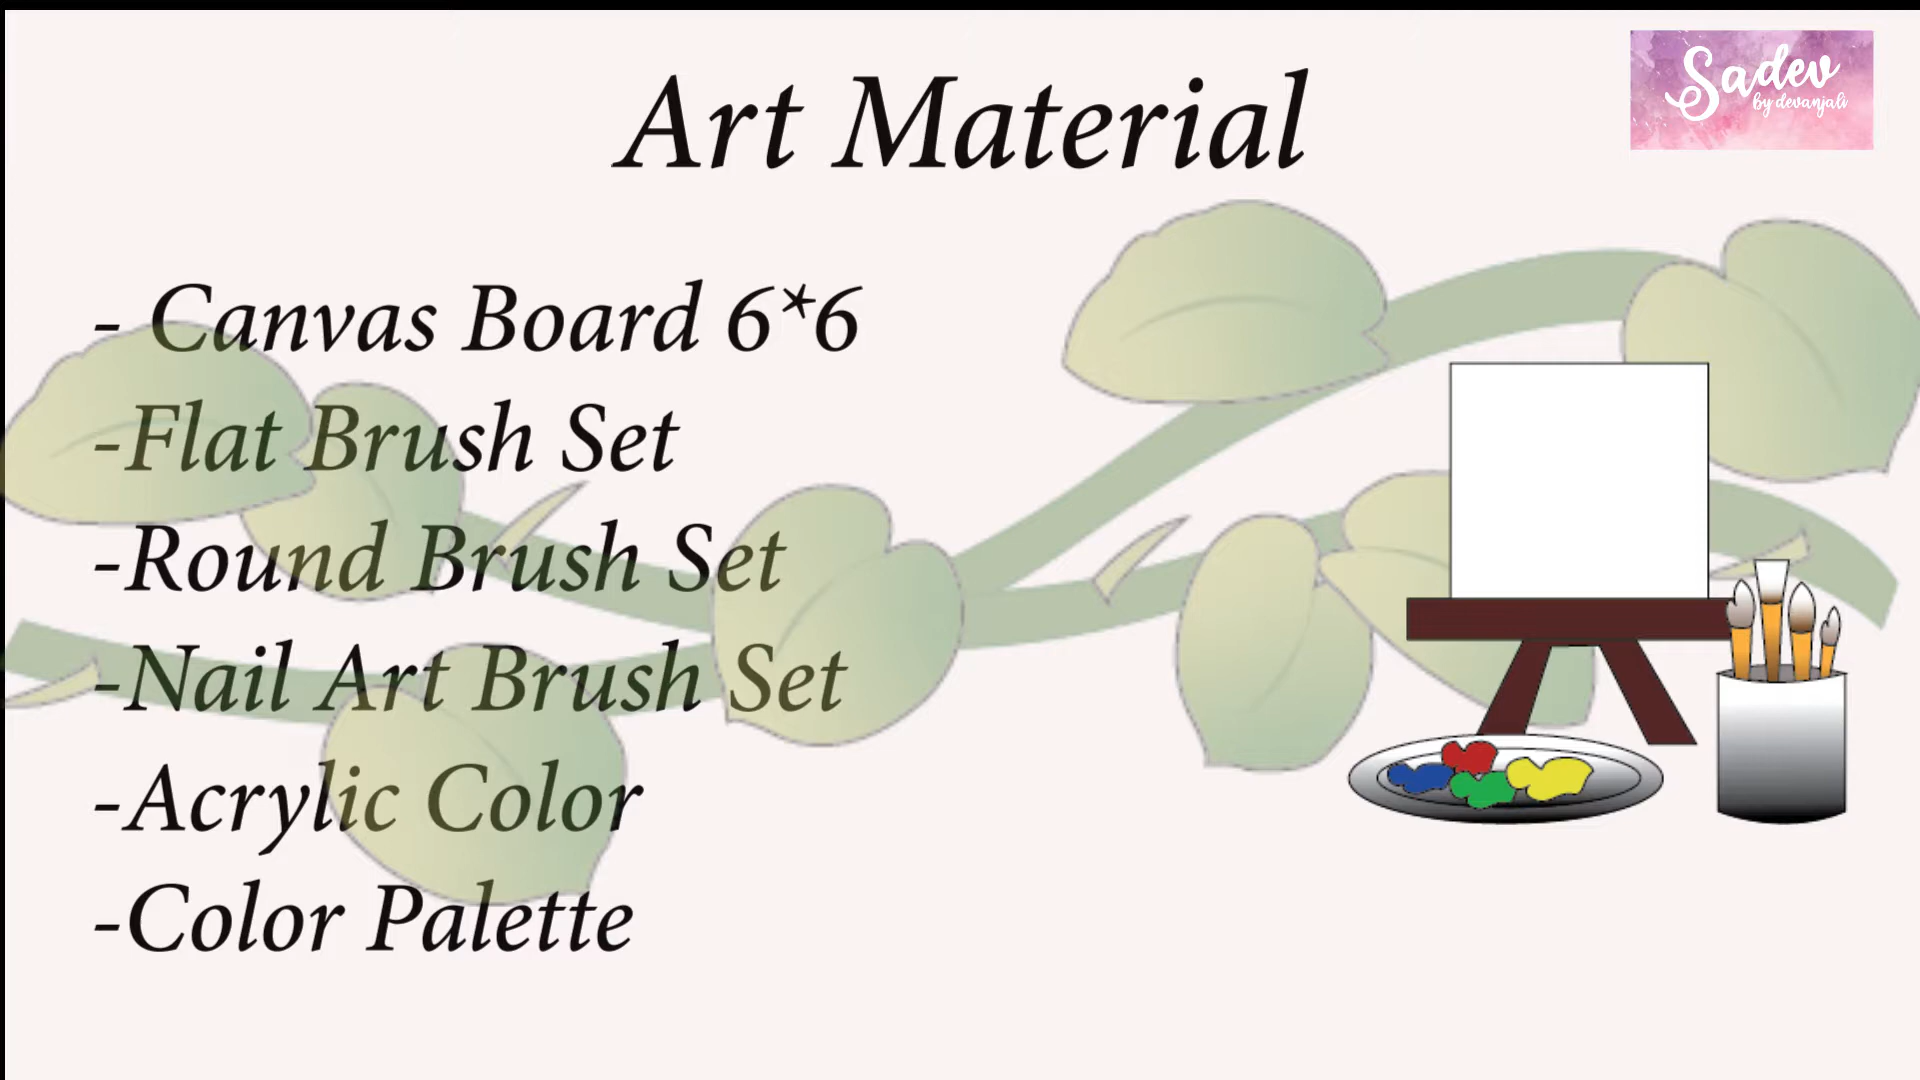 Art Material
Sadev
by devanjali
- Canvas Board 6*6
-Flat Brush Set
-Round Brush Set
-Nail Art Brush Set
-Acrylic Color
-Color Palette